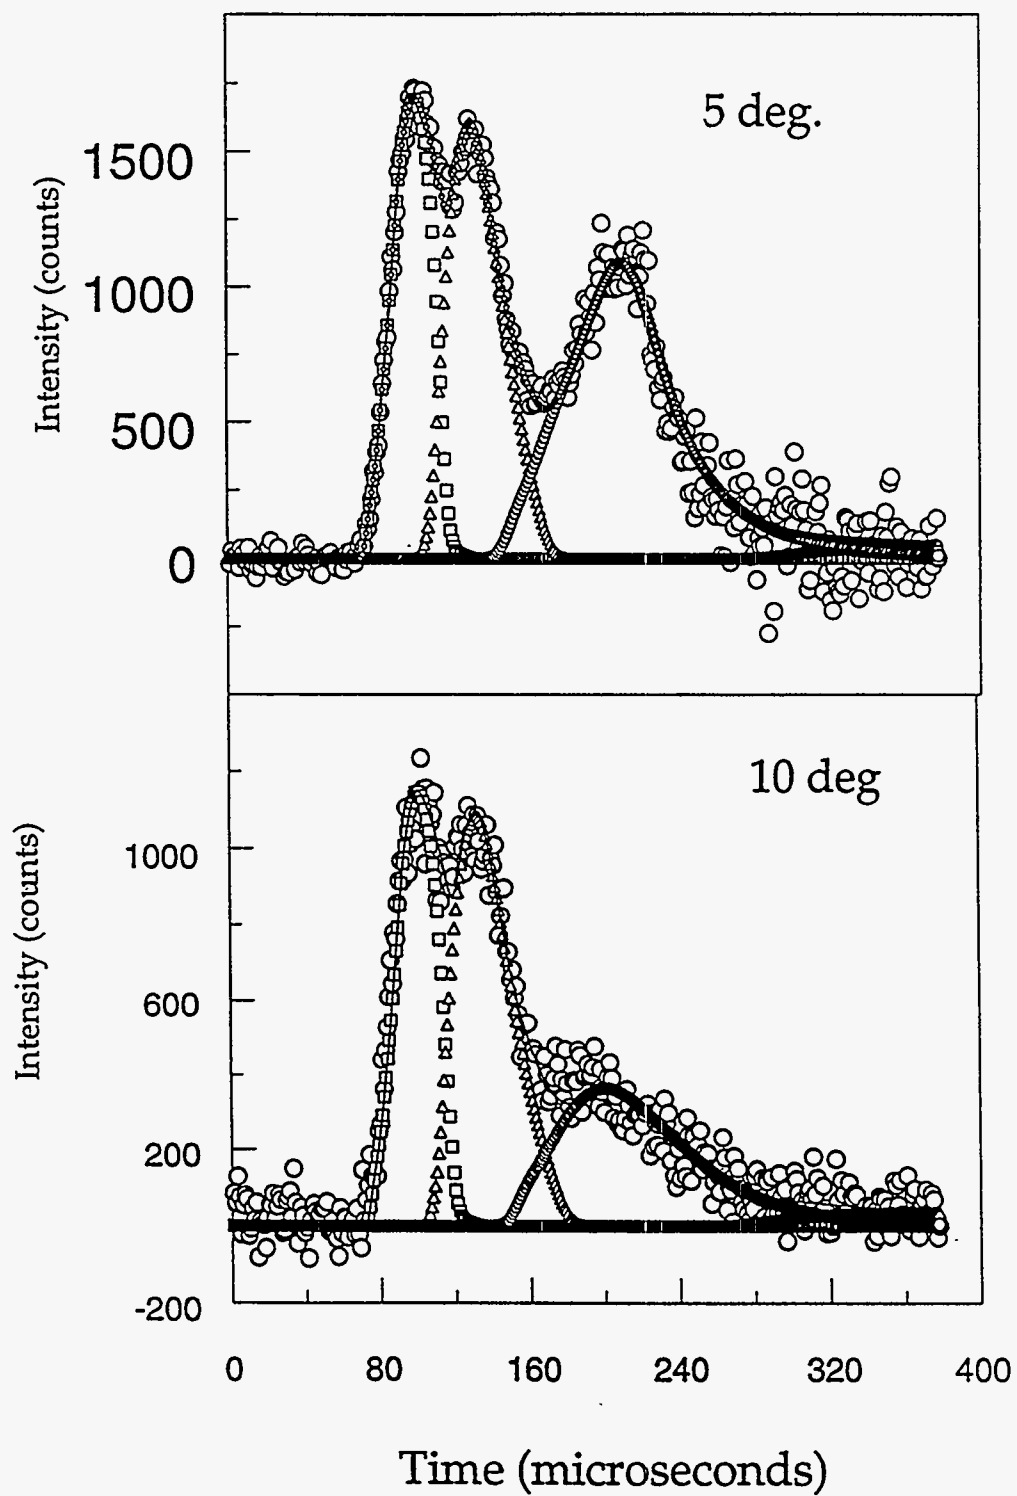 5 deg.
1500
1000
500
0
Intensity (counts)
10 deg
1000
600
200
-200
Intensity (counts)
0 80 160 240 320 400
Time (microseconds)